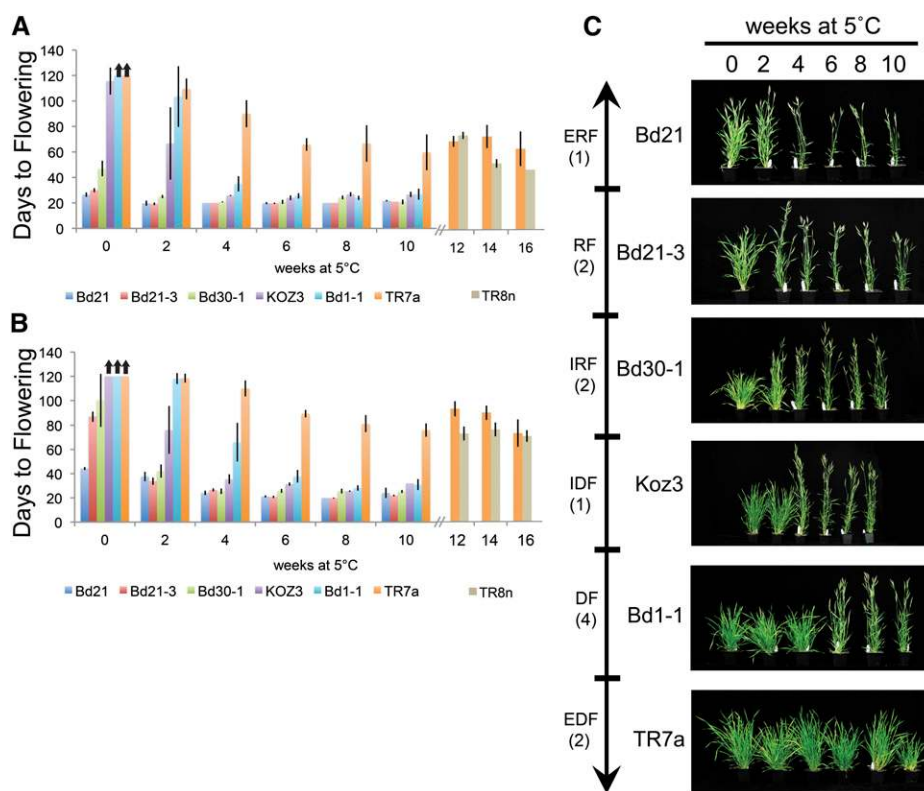 A
Days to Flowering
140
120
100
80
60
40
20
0
0 2 4 6 8 10 12 14 16
weeks at 5°C
Bd21 Bd21-3 Bd30-1 KOZ3 Bd1-1 TR7a TR8n
B
Days to Flowering
140
120
100
80
60
40
20
0
0 2 4 6 8 10 12 14 16
weeks at 5°C
Bd21 Bd21-3 Bd30-1 KOZ3 Bd1-1 TR7a TR8n
C
weeks at 5˚C
0 2 4 6 8 10
ERF
(1)
Bd21
RF
(2)
Bd21-3
IRF
(2)
Bd30-1
IDF
(1)
Koz3
DF
(4)
Bd1-1
EDF
(2)
TR7a